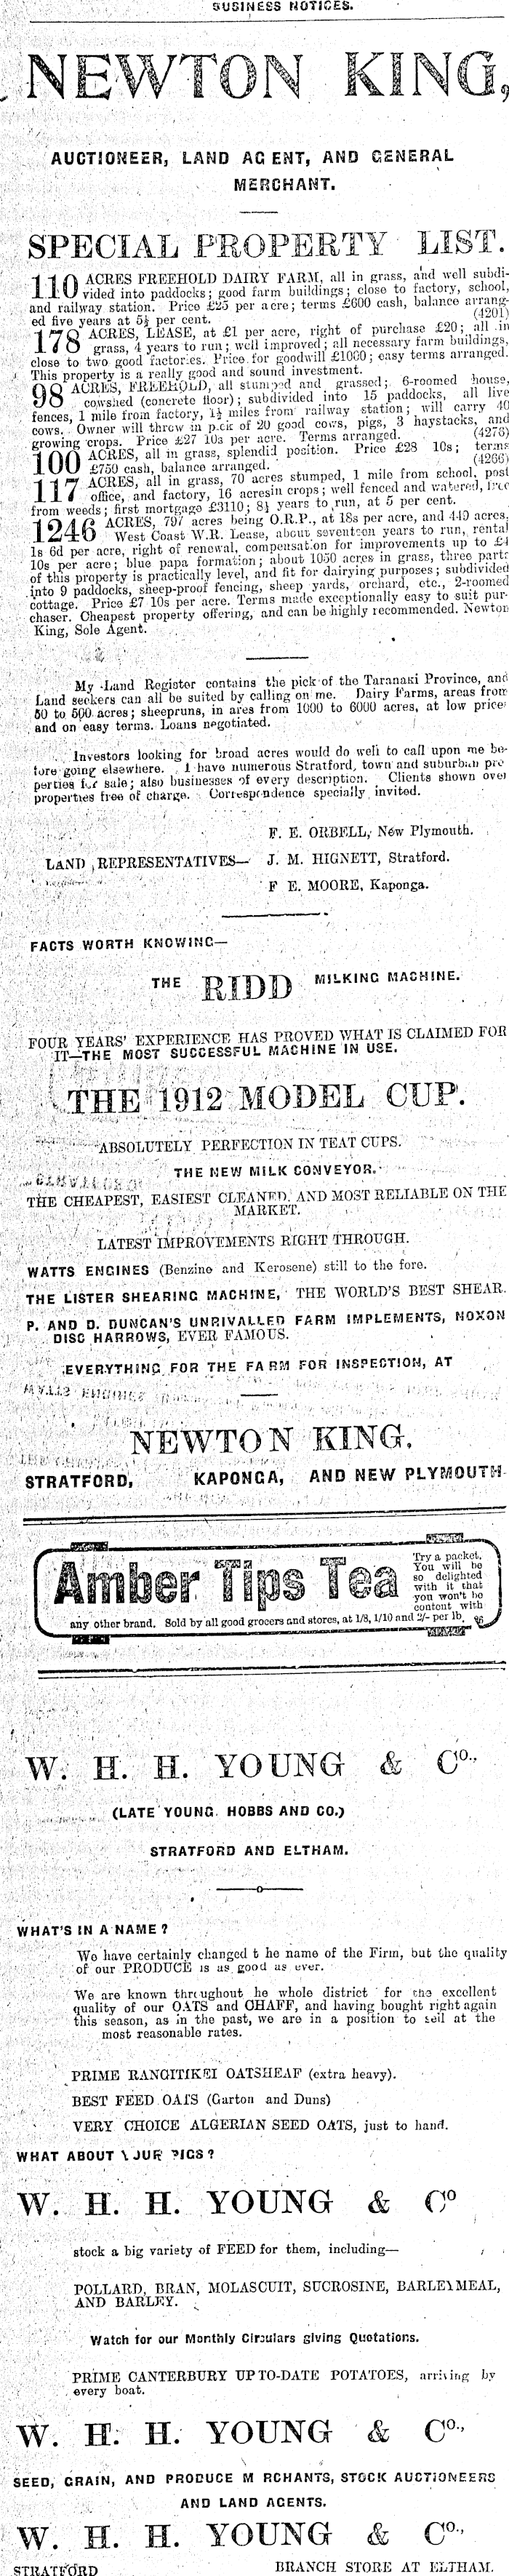 BUSINESS NOTICES.
NEWTON KING,
AUCTIONEER, LAND AGENT, AND GENERAL
MERCHANT.
SPECIAL PROPERTY LIST.
110 ACRES FREEHOLD DAIRY FARM, all in grass, and well subdi-
vided into paddocks; good farm buildings; close to factory, school,
and railway station. Price £25 per acre; terms £600 cash, balance arrang-
ed five years at 5½ per cent. (4201)
178 ACRES, LEASE, at £1 per acre, right of purchase £20; all in
grass, 4 years to run; well improved; all necessary farm buildings,
close to two good factories. Price for goodwill £1000; easy terms arranged.
This property is a really good and sound investment.
98 ACRES, FREEHOLD, all stumped and grassed; 6-roomed house,
cowshed (concrete floor); subdivided into 15 paddocks, all live
fences, 1 mile from factory, 1½ miles from railway station; will carry 40
cows. Owner will throw in p.ck of 20 good cows, pigs, 3 haystacks, and
growing crops. Price £27 10s per acre. Terms arranged. (4276)
100 ACRES, all in grass, splendid position. Price £28 10s; terms
£750 cash, balance arranged. (4266)
117 ACRES, all in grass, 70 acres stumped, 1 mile from school, post
office, and factory, 16 acresin crops; well fenced and watered, free
from weeds; first mortgage £3110; 8½ years to run, at 5 per cent.
1246 ACRES, 797 acres being O.R.P., at 18s per acre, and 449 acres,
West Coast W.R. Lease, about seventeen years to run, rental
1s 6d per acre, right of renewal, compensation for improvements up to £4
10s per acre; blue papa formation; about 1050 acres in grass, three parts
of this property is practically level, and fit for dairying purposes; subdivided
into 9 paddocks, sheep-proof fencing, sheep yards, orchard, etc., 2-roomed
cottage. Price £7 10s per acre. Terms made exceptionally easy to suit pur-
chaser. Cheapest property offering, and can be highly recommended. Newton
King, Sole Agent.
My Land Register contains the pick of the Taranaki Province, and
Land seekers can all be suited by calling on me. Dairy Farms, areas from
50 to 500 acres; sheepruns, in ares from 1000 to 6000 acres, at low price
and on easy terms. Loans negotiated.
Investors looking for broad acres would do well to call upon me be-
fore going elsewhere. I have numerous Stratford, town and suburban pro
perties for sale; also businesses of every description. Clients shown over
properties free of charge. Correspondence specially invited.
F. E. ORBELL, New Plymouth.
LAND REPRESENTATIVES— J. M. HIGNETT, Stratford.
F E. MOORE, Kaponga.
FACTS WORTH KNOWING—
THE RIDD MILKING MACHINE.
FOUR YEARS' EXPERIENCE HAS PROVED WHAT IS CLAIMED FOR
IT—THE MOST SUCCESSFUL MACHINE IN USE.
THE 1912 MODEL CUP.
ABSOLUTELY PERFECTION IN TEAT CUPS.
THE NEW MILK CONVEYOR.
THE CHEAPEST, EASIEST CLEANED, AND MOST RELIABLE ON THE
MARKET.
LATEST IMPROVEMENTS RIGHT THROUGH.
WATTS ENGINES (Benzine and Kerosene) still to the fore.
THE LISTER SHEARING MACHINE, THE WORLD'S BEST SHEAR.
P. AND D. DUNCAN'S UNRIVALLED FARM IMPLEMENTS, NOXON
DISC HARROWS, EVER FAMOUS.
EVERYTHING FOR THE FARM FOR INSPECTION, AT
NEWTON KING,
STRATFORD, KAPONGA, AND NEW PLYMOUTH
Amber Tips Tea
Try a packet.
You will be
so delighted
with it that
you won't be
content with
any other brand. Sold by all good grocers and stores, at 1/8, 1/10 and 2/- per lb.
W. H. H. YOUNG & Co.,
(LATE YOUNG. HOBBS AND CO.)
STRATFORD AND ELTHAM.
WHAT'S IN A NAME?
We have certainly changed t he name of the Firm, but the quality
of our PRODUCE is as good as ever.
We are known throughout he whole district for the excellent
quality of our OATS and CHAFF, and having bought right again
this season, as in the past, we are in a position to sell at the
most reasonable rates.
PRIME RANGITIKEI OATSHEAF (extra heavy).
BEST FEED OATS (Garton and Duns)
VERY CHOICE ALGERIAN SEED OATS, just to hand.
WHAT ABOUT YOUR PIGS?
W. H. H. YOUNG & Co
stock a big variety of FEED for them, including—
POLLARD, BRAN, MOLASCUIT, SUCROSINE, BARLEYMEAL,
AND BARLEY.
Watch for our Monthly Circulars giving Quotations.
PRIME CANTERBURY UP TO-DATE POTATOES, arriving by
every boat.
W. H. H. YOUNG & Co.,
SEED, GRAIN, AND PRODUCE M RCHANTS, STOCK AUCTIONEERS
AND LAND AGENTS.
W. H. H. YOUNG & Co.,
STRATFORD BRANCH STORE AT ELTHAM.